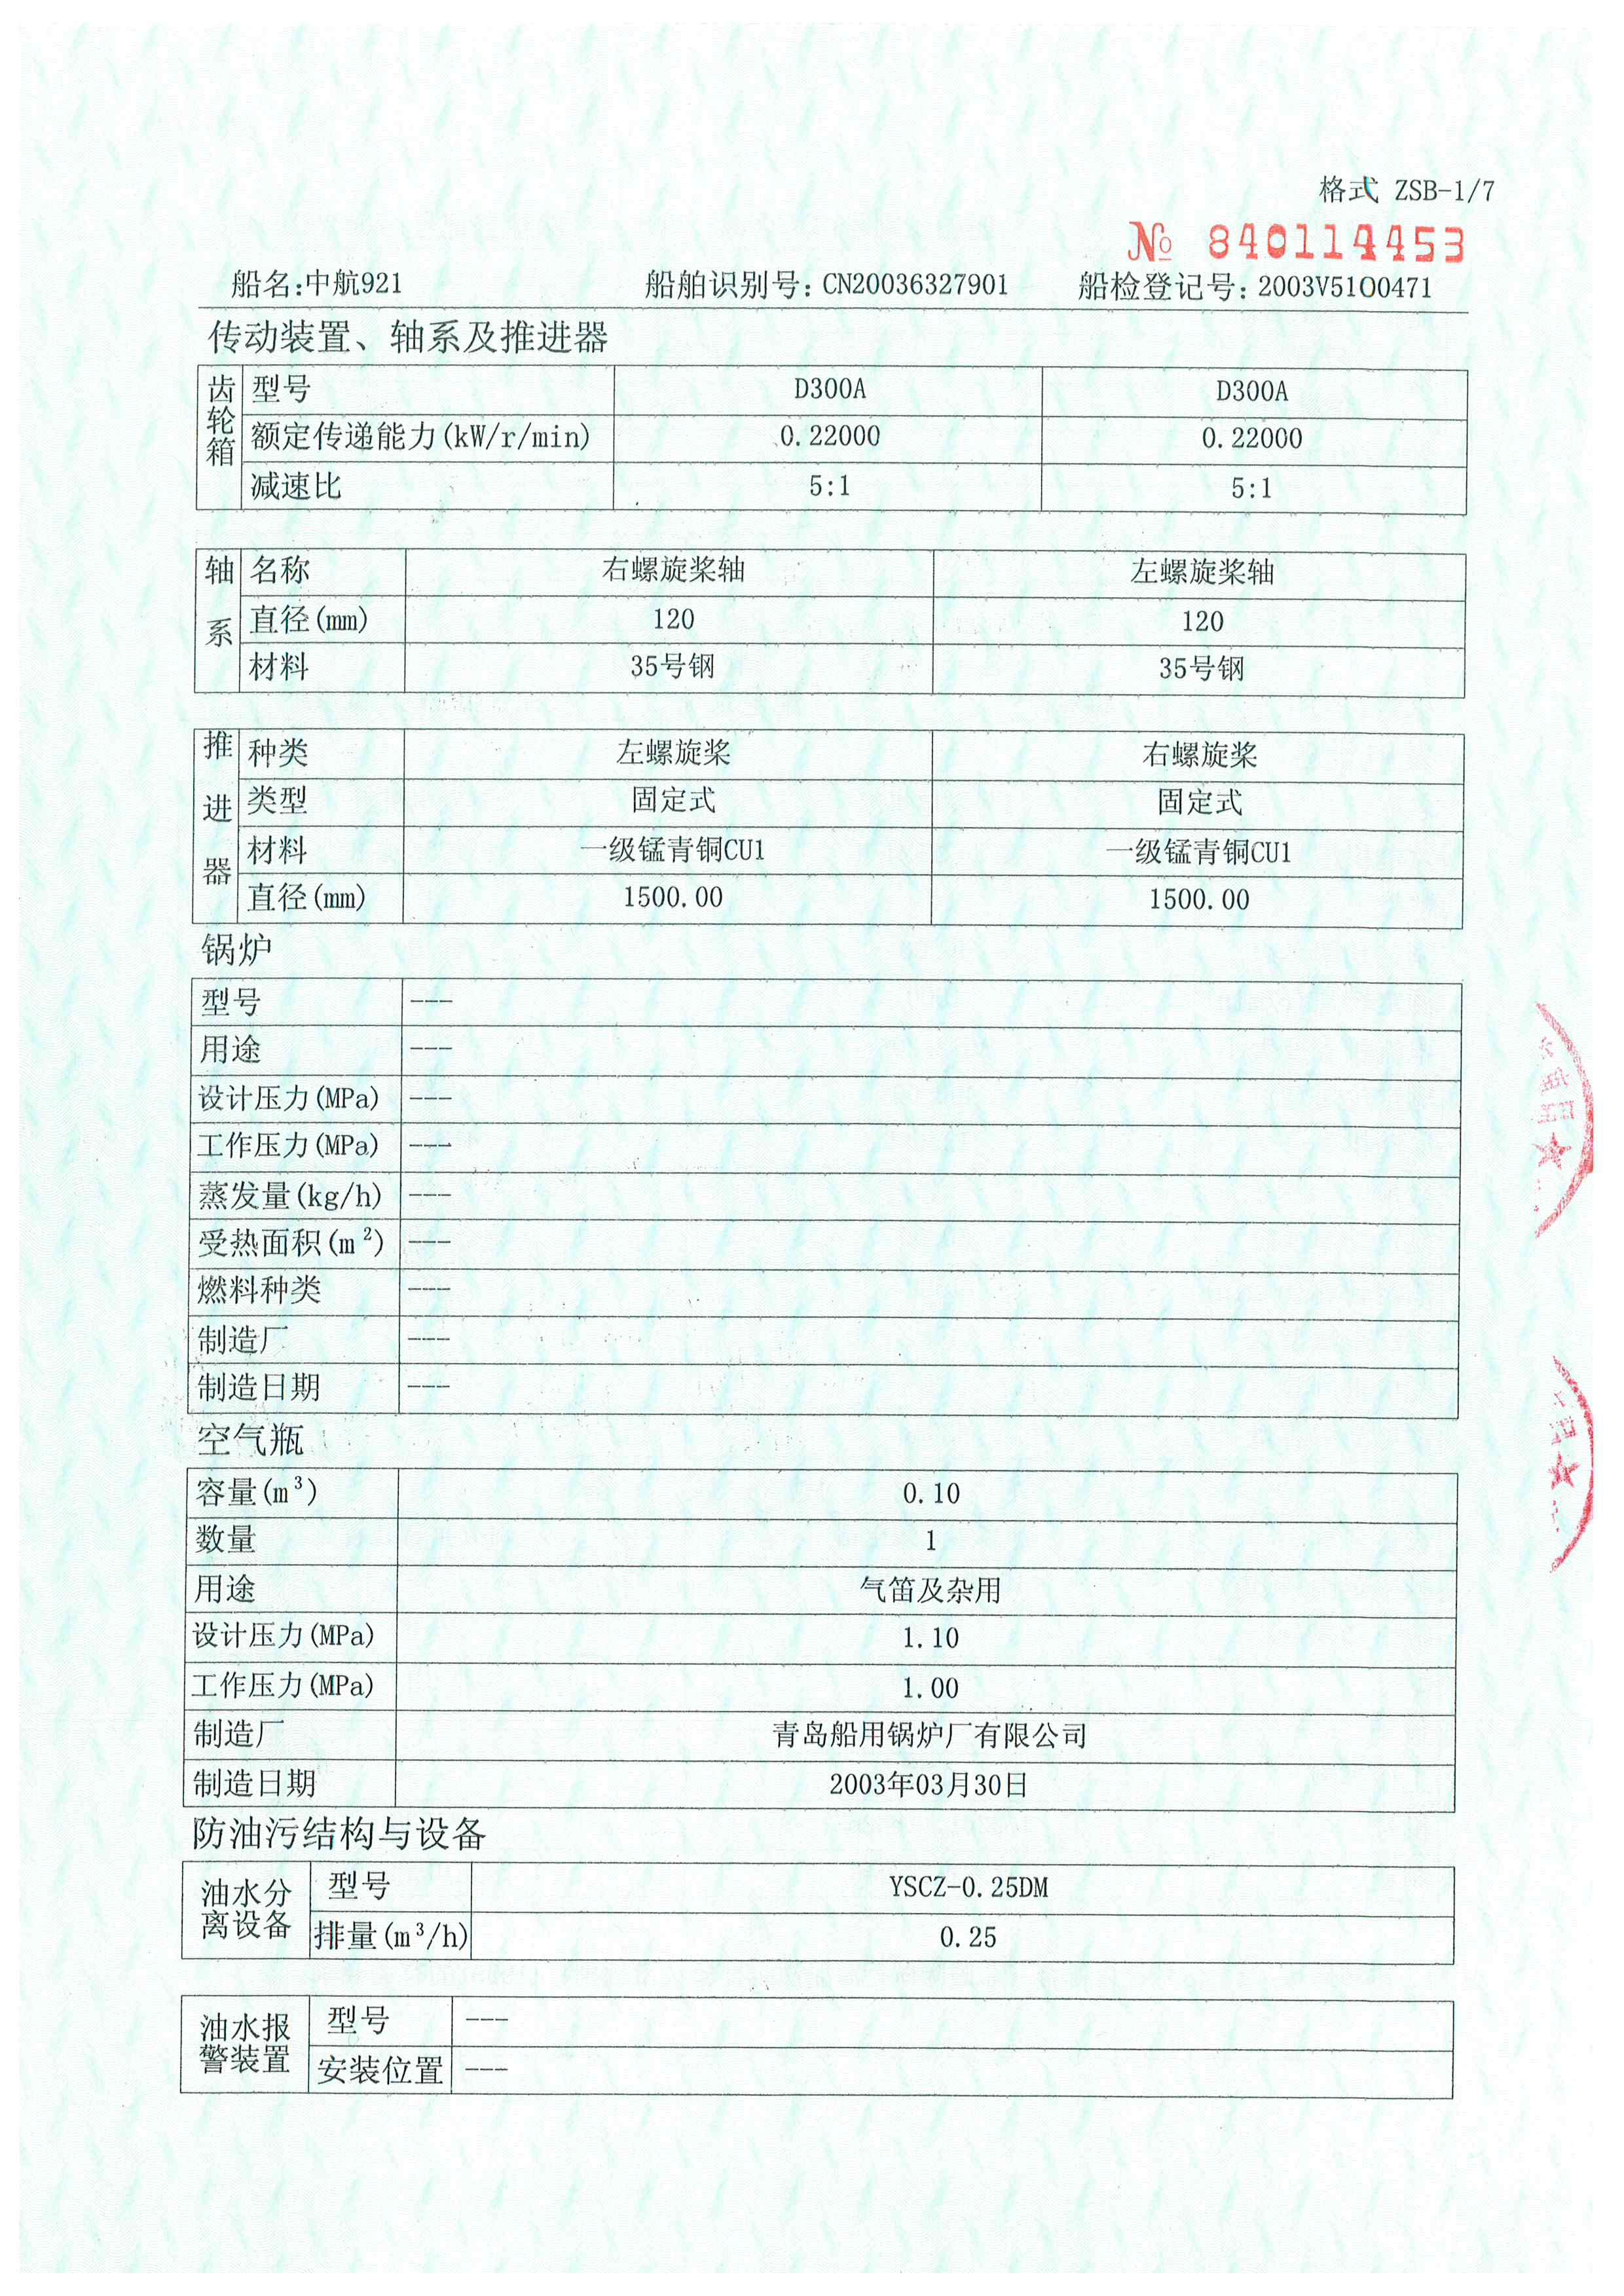 格式 ZSB-1/7
№ 840114453
船名:中航921 船舶识别号: CN20036327901 船检登记号: 2003V5100471
传动装置、轴系及推进器
齿轮箱
型号 D300A D300A
额定传递能力(kW/r/min) 0.22000 0.22000
减速比 5:1 5:1
轴系
名称 右螺旋桨轴 左螺旋桨轴
直径(mm) 120 120
材料 35号钢 35号钢
推进器
种类 左螺旋桨 右螺旋桨
类型 固定式 固定式
材料 一级锰青铜CU1 一级锰青铜CU1
直径(mm) 1500.00 1500.00
锅炉
型号 ---
用途 ---
设计压力(MPa) ---
工作压力(MPa) ---
蒸发量(kg/h) ---
受热面积(m²) ---
燃料种类 ---
制造厂 ---
制造日期 ---
空气瓶
容量(m³) 0.10
数量 1
用途 气笛及杂用
设计压力(MPa) 1.10
工作压力(MPa) 1.00
制造厂 青岛船用锅炉厂有限公司
制造日期 2003年03月30日
防油污结构与设备
油水分离设备
型号 YSCZ-0.25DM
排量(m³/h) 0.25
油水报警装置
型号 ---
安装位置 ---